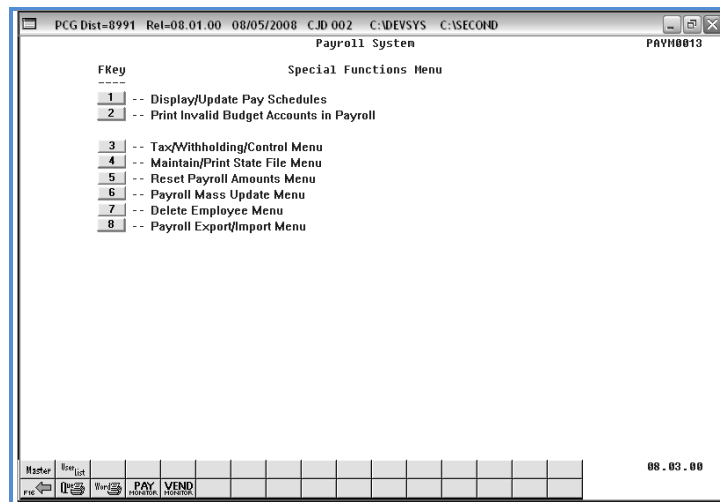 PCG Dist=8991 Rel=08.01.00 08/05/2008 CJD 002 C:\DEVSYS C:\SECOND
Payroll System PAYM0013
FKey Special Functions Menu
----
1 -- Display/Update Pay Schedules
2 -- Print Invalid Budget Accounts in Payroll
3 -- Tax/Withholding/Control Menu
4 -- Maintain/Print State File Menu
5 -- Reset Payroll Amounts Menu
6 -- Payroll Mass Update Menu
7 -- Delete Employee Menu
8 -- Payroll Export/Import Menu
Master User list 08.03.00
F16 Que Word PAY MONITOR VEND MONITOR